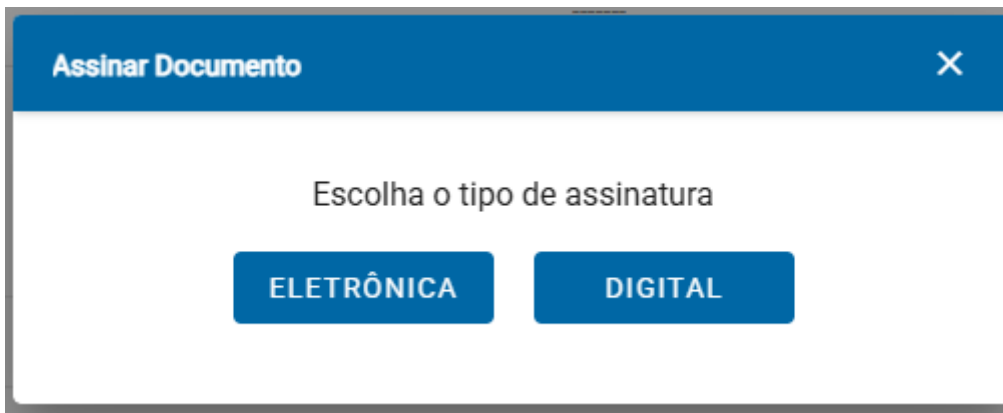 Assinar Documento
Escolha o tipo de assinatura
ELETRÔNICA DIGITAL